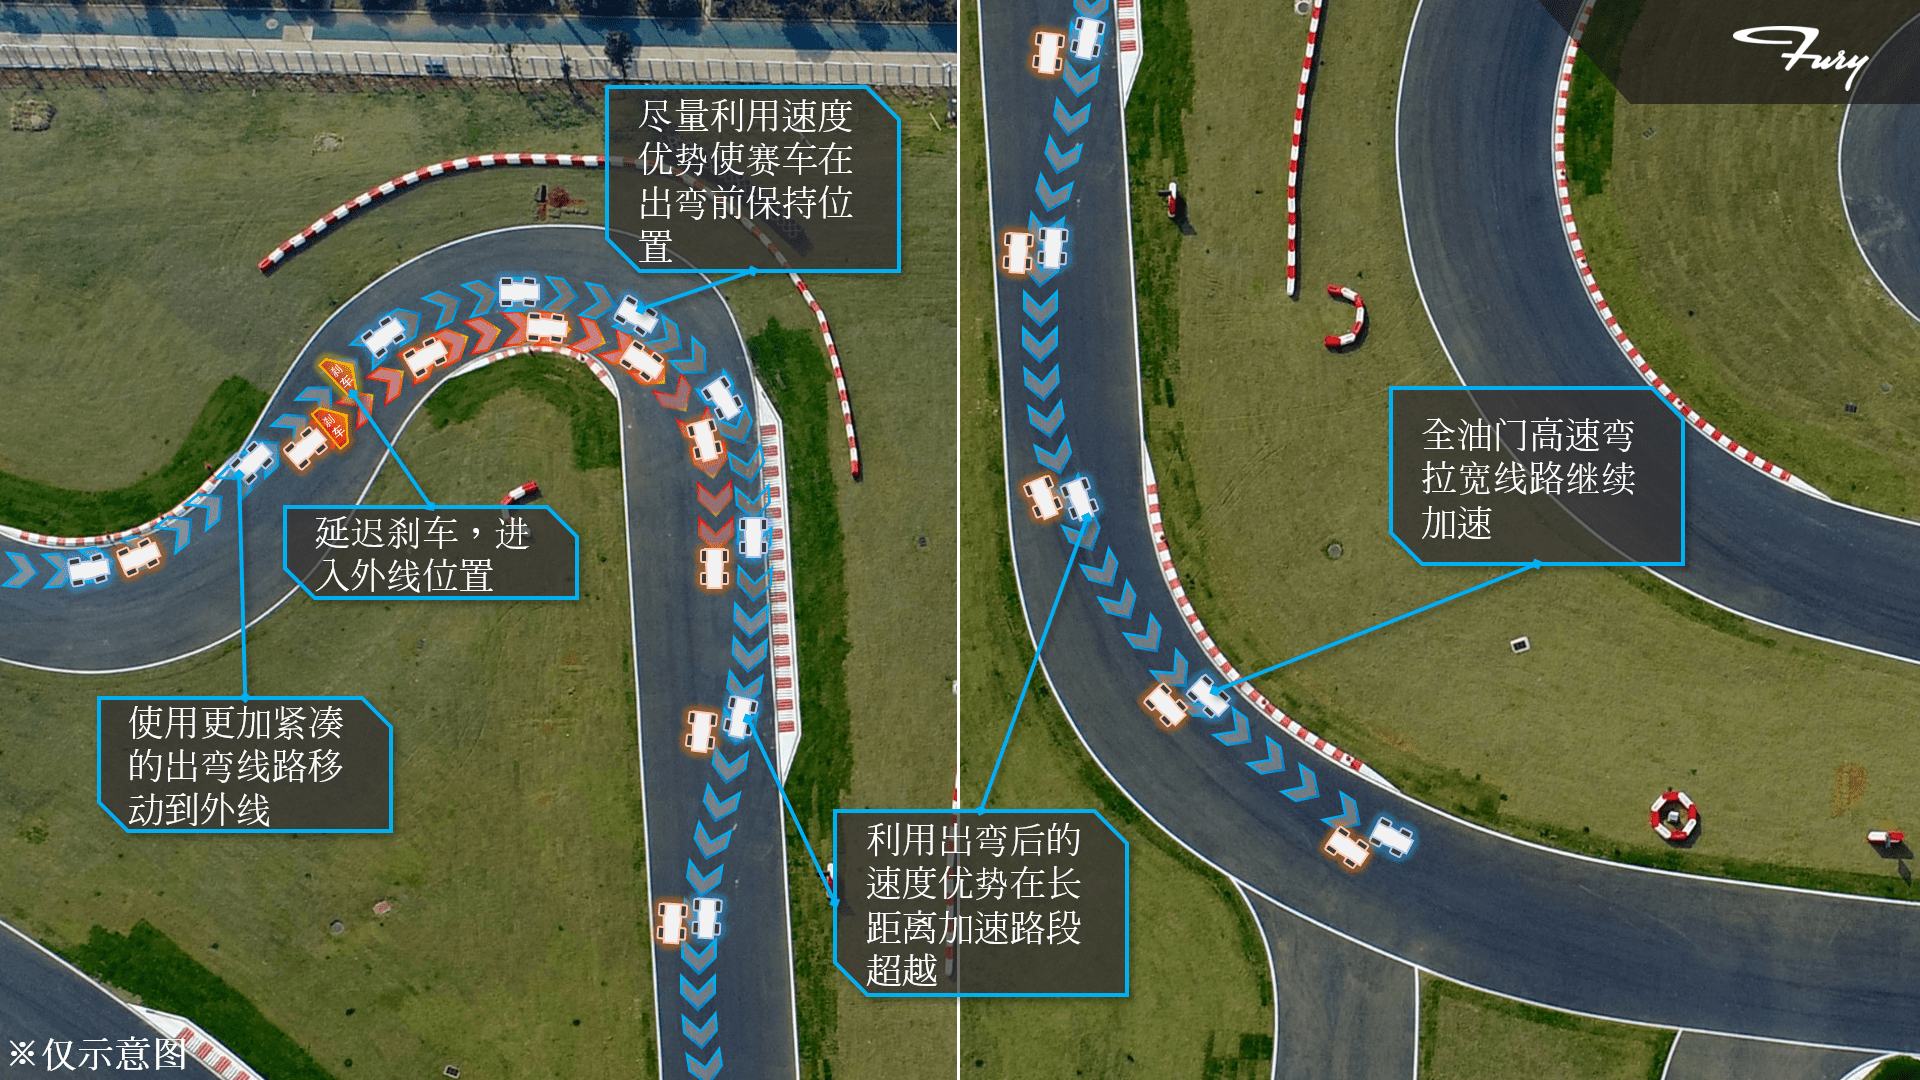 Fury
尽量利用速度
优势使赛车在
出弯前保持位
置
刹车
刹车
延迟刹车，进
入外线位置
使用更加紧凑
的出弯线路移
动到外线
全油门高速弯
拉宽线路继续
加速
利用出弯后的
速度优势在长
距离加速路段
超越
※仅示意图